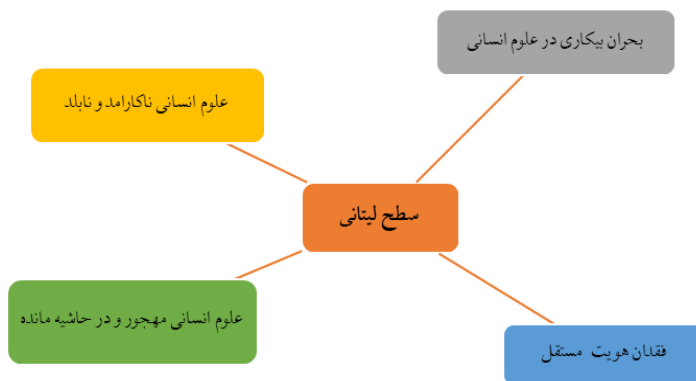 بحران بیکاری در علوم انسانی
علوم انسانی ناکارامد و نابلد
سطح لیتانی
علوم انسانی مهجور و در حاشیه مانده
فقدان هویت مستقل